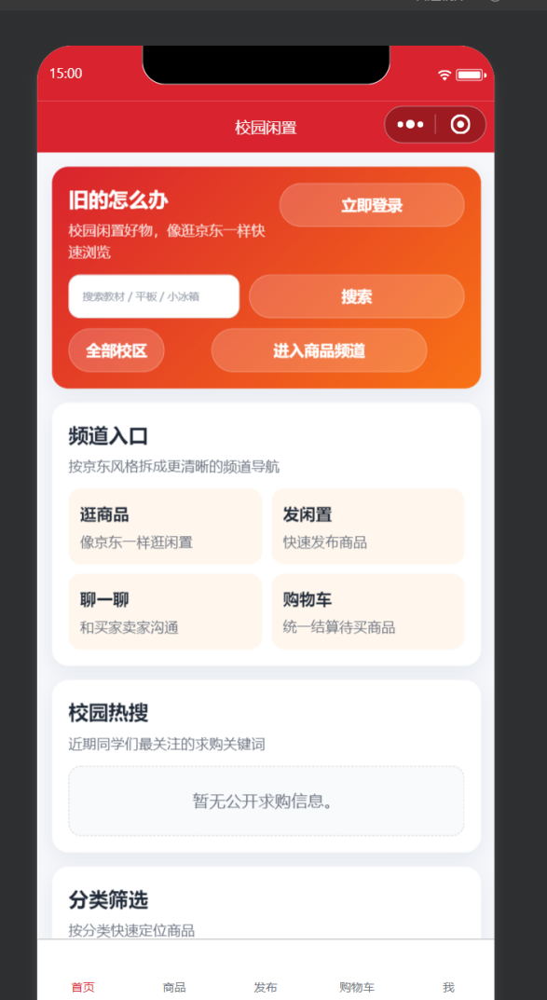 15:00
校园闲置
旧的怎么办
立即登录
校园闲置好物，像逛京东一样快
速浏览
搜索教材 / 平板 / 小冰箱
搜索
全部校区
进入商品频道
频道入口
按京东风格拆成更清晰的频道导航
逛商品
发闲置
像京东一样逛闲置
快速发布商品
聊一聊
购物车
和买家卖家沟通
统一结算待买商品
校园热搜
近期同学们最关注的求购关键词
暂无公开求购信息。
分类筛选
按分类快速定位商品
首页
商品
发布
购物车
我